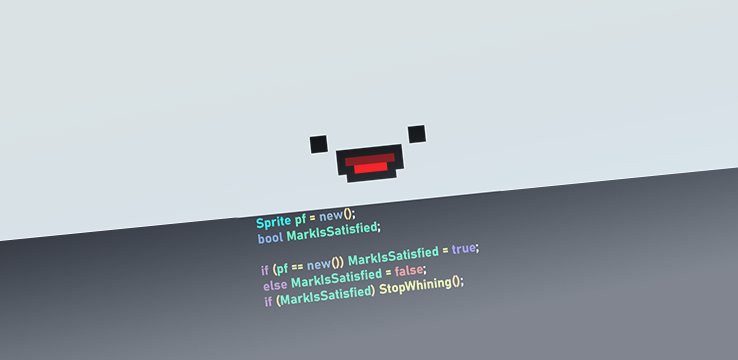 Sprite pf = new();
bool MarkIsSatisfied;
if (pf == new()) MarkIsSatisfied = true;
else MarkIsSatisfied = false;
if (MarkIsSatisfied) StopWhining();